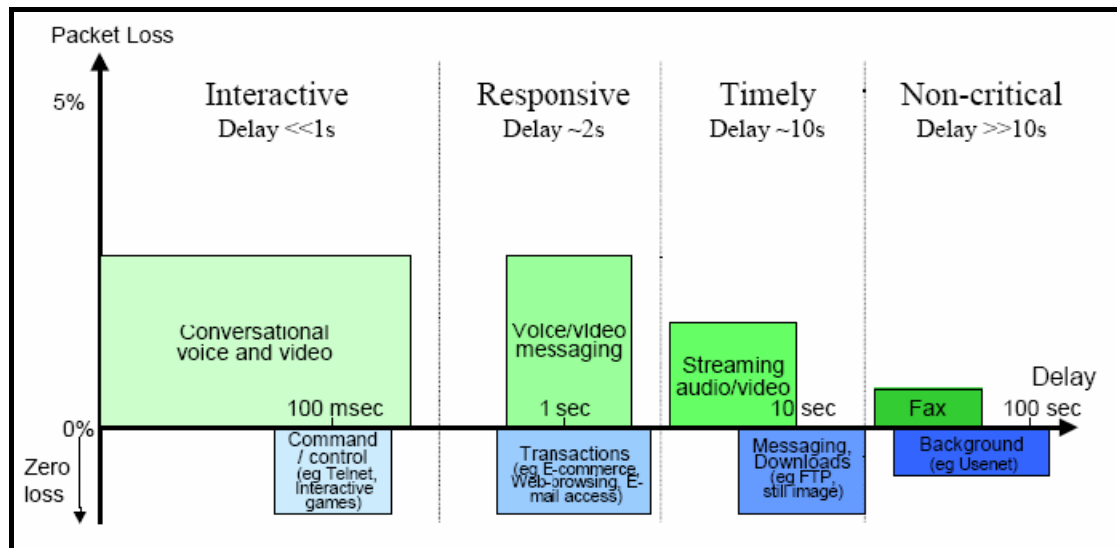 Packet Loss
5%
Interactive
Delay <<1s
Responsive
Delay ~2s
Timely
Delay ~10s
Non-critical
Delay >>10s
Conversational
voice and video
Voice/video
messaging
Streaming
audio/video
Fax
Delay
100 msec
1 sec
10 sec
100 sec
0%
Zero
loss
Command
/ control
(eg Telnet,
Interactive
games)
Transactions
(eg E-commerce,
Web-browsing, E-
mail access)
Messaging,
Downloads
(eg FTP,
still image)
Background
(eg Usenet)